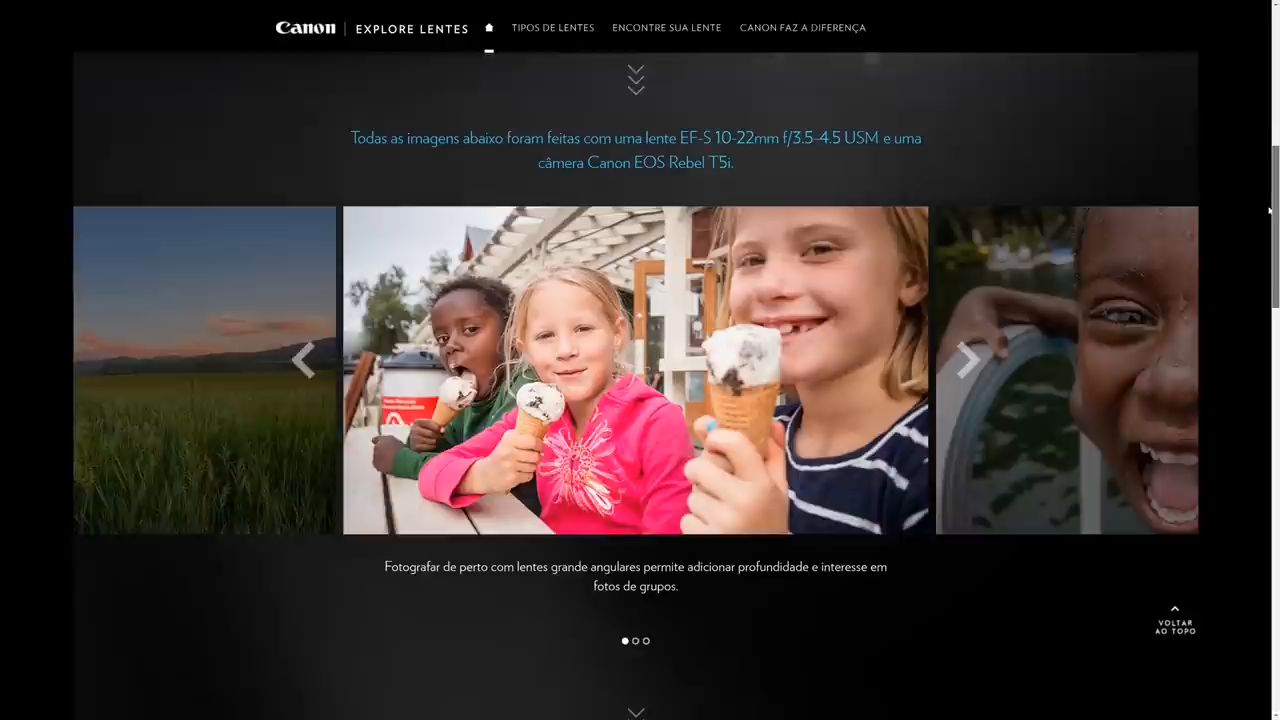 Canon EXPLORE LENTES TIPOS DE LENTES ENCONTRE SUA LENTE CANON FAZ A DIFERENÇA
Todas as imagens abaixo foram feitas com uma lente EF-S 10-22mm f/3.5-4.5 USM e uma
câmera Canon EOS Rebel T5i.
Fotografar de perto com lentes grande angulares permite adicionar profundidade e interesse em
fotos de grupos.
VOLTAR
AO TOPO